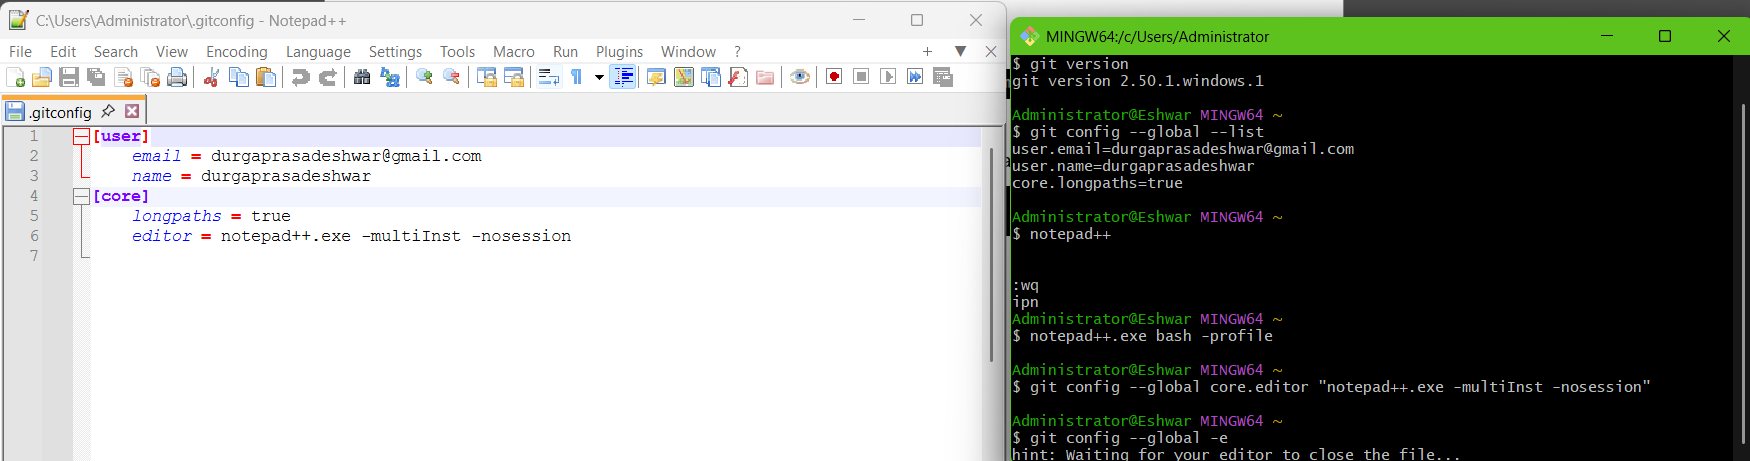 C:\Users\Administrator\.gitconfig - Notepad++
File Edit Search View Encoding Language Settings Tools Macro Run Plugins Window ?
.gitconfig
1 [user]
2 email = durgaprasadeshwar@gmail.com
3 name = durgaprasadeshwar
4 [core]
5 longpaths = true
6 editor = notepad++.exe -multiInst -nosession
7
MINGW64:/c/Users/Administrator
$ git version
git version 2.50.1.windows.1
Administrator@Eshwar MINGW64 ~
$ git config --global --list
user.email=durgaprasadeshwar@gmail.com
user.name=durgaprasadeshwar
core.longpaths=true
Administrator@Eshwar MINGW64 ~
$ notepad++
:wq
ipn
Administrator@Eshwar MINGW64 ~
$ notepad++.exe bash -profile
Administrator@Eshwar MINGW64 ~
$ git config --global core.editor "notepad++.exe -multiInst -nosession"
Administrator@Eshwar MINGW64 ~
$ git config --global -e
hint: Waiting for your editor to close the file...